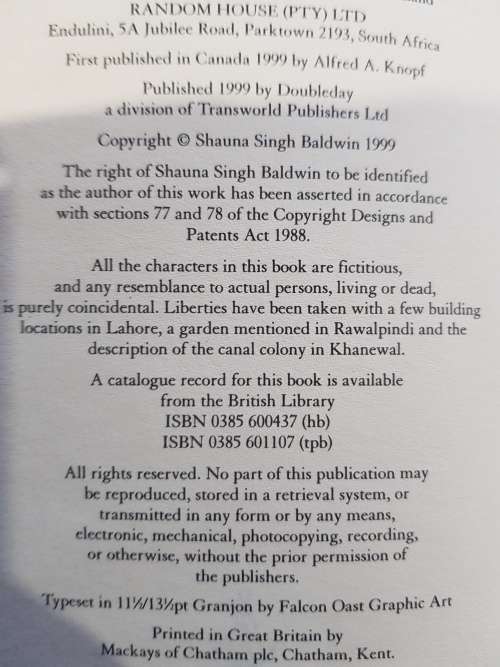 RANDOM HOUSE (PTY) LTD
Endulini, 5A Jubilee Road, Parktown 2193, South Africa
First published in Canada 1999 by Alfred A. Knopf
Published 1999 by Doubleday
a division of Transworld Publishers Ltd
Copyright © Shauna Singh Baldwin 1999
The right of Shauna Singh Baldwin to be identified
as the author of this work has been asserted in accordance
with sections 77 and 78 of the Copyright Designs and
Patents Act 1988.
All the characters in this book are fictitious,
and any resemblance to actual persons, living or dead,
is purely coincidental. Liberties have been taken with a few building
locations in Lahore, a garden mentioned in Rawalpindi and the
description of the canal colony in Khanewal.
A catalogue record for this book is available
from the British Library
ISBN 0385 600437 (hb)
ISBN 0385 601107 (tpb)
All rights reserved. No part of this publication may
be reproduced, stored in a retrieval system, or
transmitted in any form or by any means,
electronic, mechanical, photocopying, recording,
or otherwise, without the prior permission of
the publishers.
Typeset in 11½/13½pt Granjon by Falcon Oast Graphic Art
Printed in Great Britain by
Mackays of Chatham plc, Chatham, Kent.